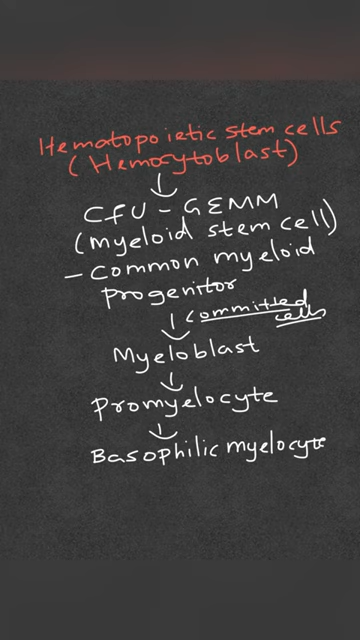 Hematopoietic stem cells
(Hemocytoblast)
↓
CFU - GEMM
(myeloid stem cell)
- common myeloid
progenitor
↓ committed
cells
Myeloblast
↓
Promyelocyte
↓
Basophilic myelocyte